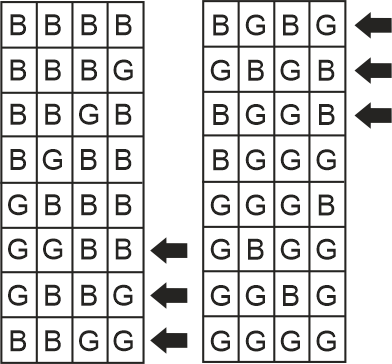 B B B B
B B B G
B B G B
B G B B
G B B B
G G B B
G B B G
B B G G
B G B G
G B G B
B G G B
B G G G
G G G B
G B G G
G G B G
G G G G